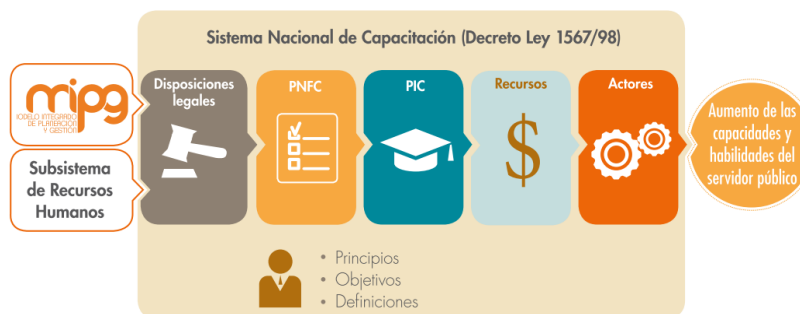 Sistema Nacional de Capacitación (Decreto Ley 1567/98)
mipg
MODELO INTEGRADO
DE PLANEACIÓN
Y GESTIÓN
Subsistema
de Recursos
Humanos
Disposiciones
legales
PNFC
PIC
Recursos
$
Actores
Aumento de las
capacidades y
habilidades del
servidor público
• Principios
• Objetivos
• Definiciones